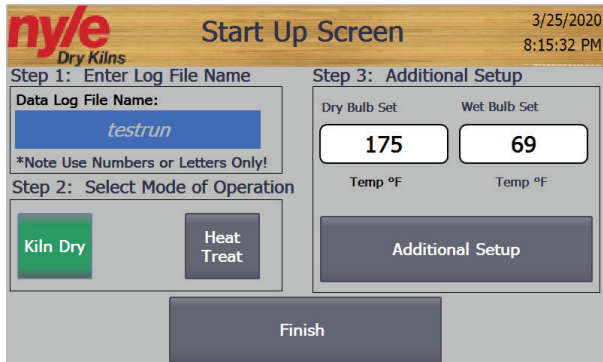 nyle
Dry Kilns
Start Up Screen
3/25/2020
8:15:32 PM
Step 1: Enter Log File Name
Data Log File Name:
testrun
*Note Use Numbers or Letters Only!
Step 2: Select Mode of Operation
Kiln Dry
Heat
Treat
Step 3: Additional Setup
Dry Bulb Set
Wet Bulb Set
175
69
Temp ºF
Temp ºF
Additional Setup
Finish